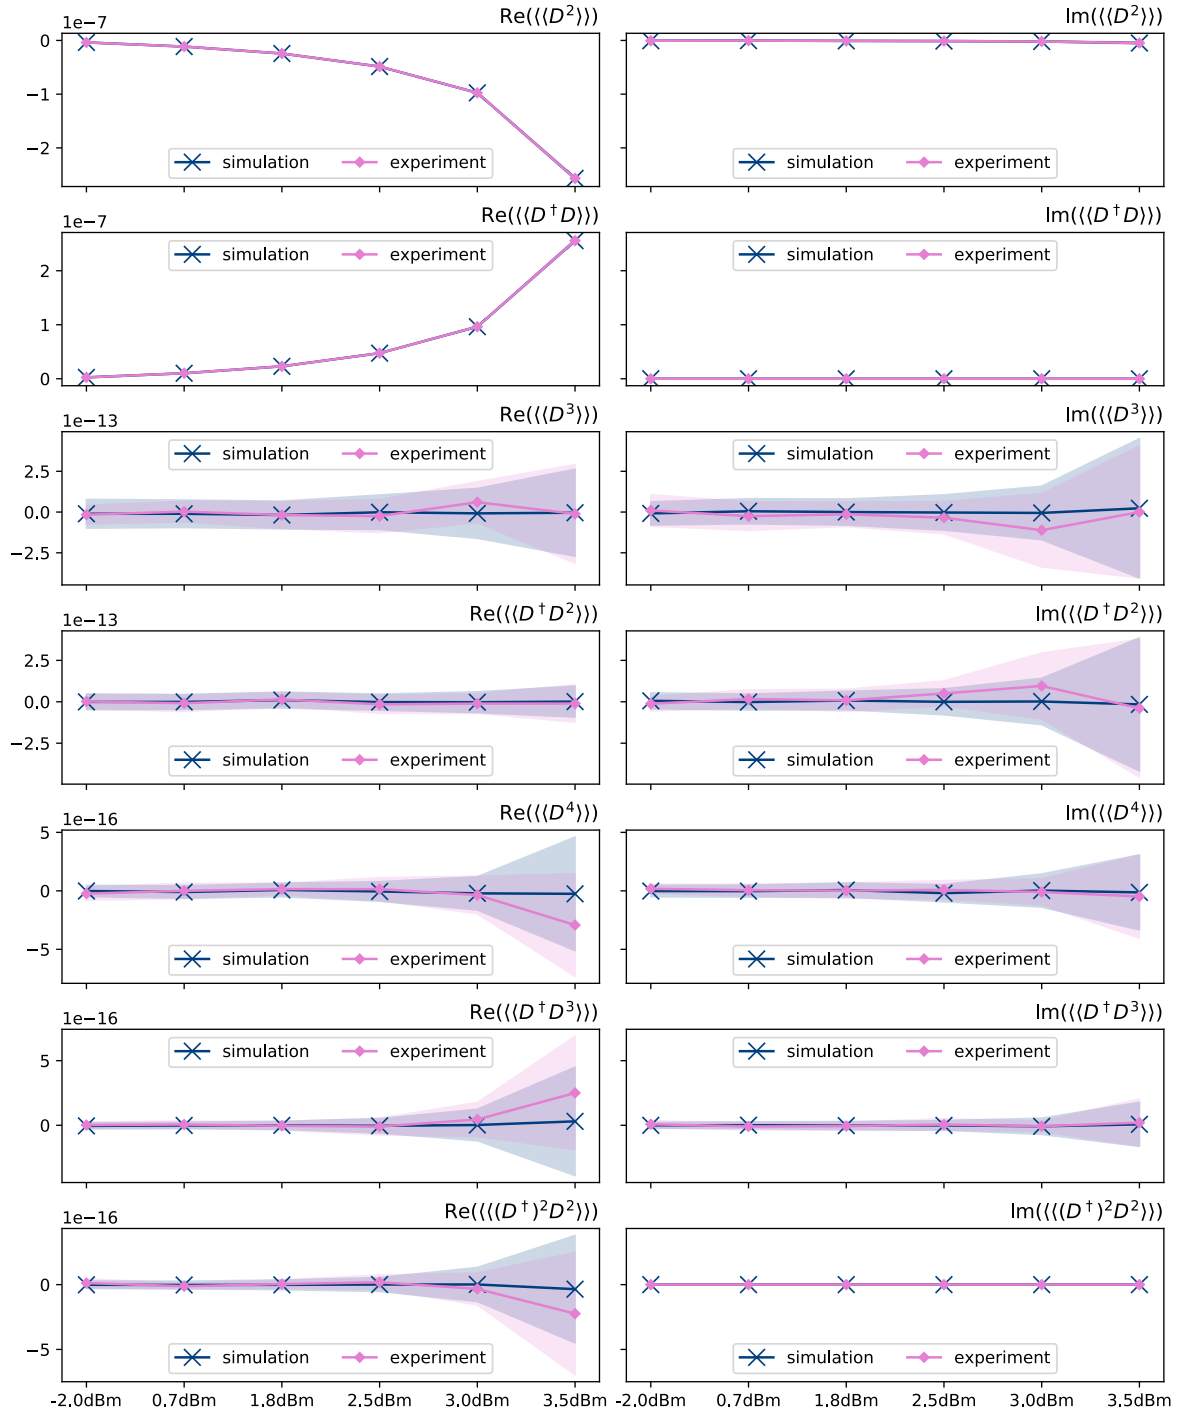 1e−7
Re(⟨⟨D²⟩⟩)
Im(⟨⟨D²⟩⟩)
0
−1
−2
simulation experiment
simulation experiment
1e−7
Re(⟨⟨D†D⟩⟩)
Im(⟨⟨D†D⟩⟩)
simulation experiment
simulation experiment
2
1
0
1e−13
Re(⟨⟨D³⟩⟩)
Im(⟨⟨D³⟩⟩)
simulation experiment
simulation experiment
2.5
0.0
−2.5
1e−13
Re(⟨⟨D†D²⟩⟩)
Im(⟨⟨D†D²⟩⟩)
2.5
0.0
−2.5
simulation experiment
simulation experiment
1e−16
Re(⟨⟨D⁴⟩⟩)
Im(⟨⟨D⁴⟩⟩)
5
0
−5
simulation experiment
simulation experiment
1e−16
Re(⟨⟨D†D³⟩⟩)
Im(⟨⟨D†D³⟩⟩)
simulation experiment
simulation experiment
5
0
1e−16
Re(⟨⟨(D†)²D²⟩⟩)
Im(⟨⟨(D†)²D²⟩⟩)
0
−5
simulation experiment
simulation experiment
-2.0dBm 0.7dBm 1.8dBm 2.5dBm 3.0dBm 3.5dBm
-2.0dBm 0.7dBm 1.8dBm 2.5dBm 3.0dBm 3.5dBm